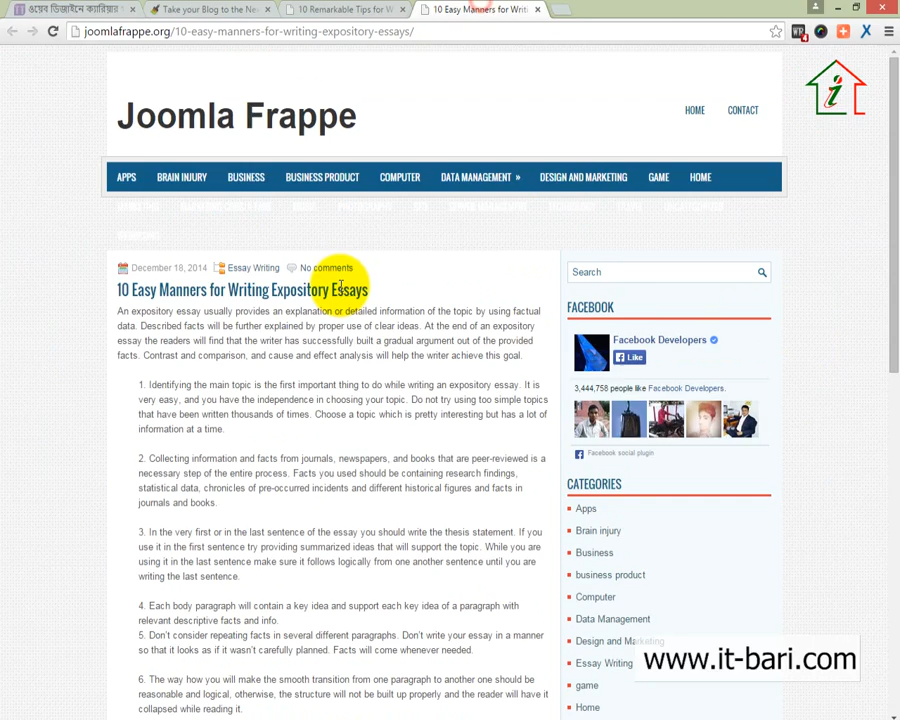 ওয়েব ডিজাইনে ক্যারিয়ার
Take your Blog to the Ne
10 Remarkable Tips for W
10 Easy Manners for Writi
joomlafrappe.org/10-easy-manners-for-writing-expository-essays/
Joomla Frappe
HOME
CONTACT
APPS
BRAIN INJURY
BUSINESS
BUSINESS PRODUCT
COMPUTER
DATA MANAGEMENT »
DESIGN AND MARKETING
GAME
HOME
December 18, 2014
Essay Writing
No comments
10 Easy Manners for Writing Expository Essays
An expository essay usually provides an explanation or detailed information of the topic by using factual
data. Described facts will be further explained by proper use of clear ideas. At the end of an expository
essay the readers will find that the writer has successfully built a gradual argument out of the provided
facts. Contrast and comparison, and cause and effect analysis will help the writer achieve this goal.
1. Identifying the main topic is the first important thing to do while writing an expository essay. It is
very easy, and you have the independence in choosing your topic. Do not try using too simple topics
that have been written thousands of times. Choose a topic which is pretty interesting but has a lot of
information at a time.
2. Collecting information and facts from journals, newspapers, and books that are peer-reviewed is a
necessary step of the entire process. Facts you used should be containing research findings,
statistical data, chronicles of pre-occurred incidents and different historical figures and facts in
journals and books.
3. In the very first or in the last sentence of the essay you should write the thesis statement. If you
use it in the first sentence try providing summarized ideas that will support the topic. While you are
using it in the last sentence make sure it follows logically from one another sentence until you are
writing the last sentence.
4. Each body paragraph will contain a key idea and support each key idea of a paragraph with
relevant descriptive facts and info.
5. Don't consider repeating facts in several different paragraphs. Don't write your essay in a manner
so that it looks as if it wasn't carefully planned. Facts will come whenever needed.
6. The way how you will make the smooth transition from one paragraph to another one should be
reasonable and logical, otherwise, the structure will not be built up properly and the reader will have it
collapsed while reading it.
Search
FACEBOOK
Facebook Developers
Like
3,444,758 people like Facebook Developers.
Facebook social plugin
CATEGORIES
Apps
Brain injury
Business
business product
Computer
Data Management
Design and Marketing
Essay Writing
game
Home
www.it-bari.com